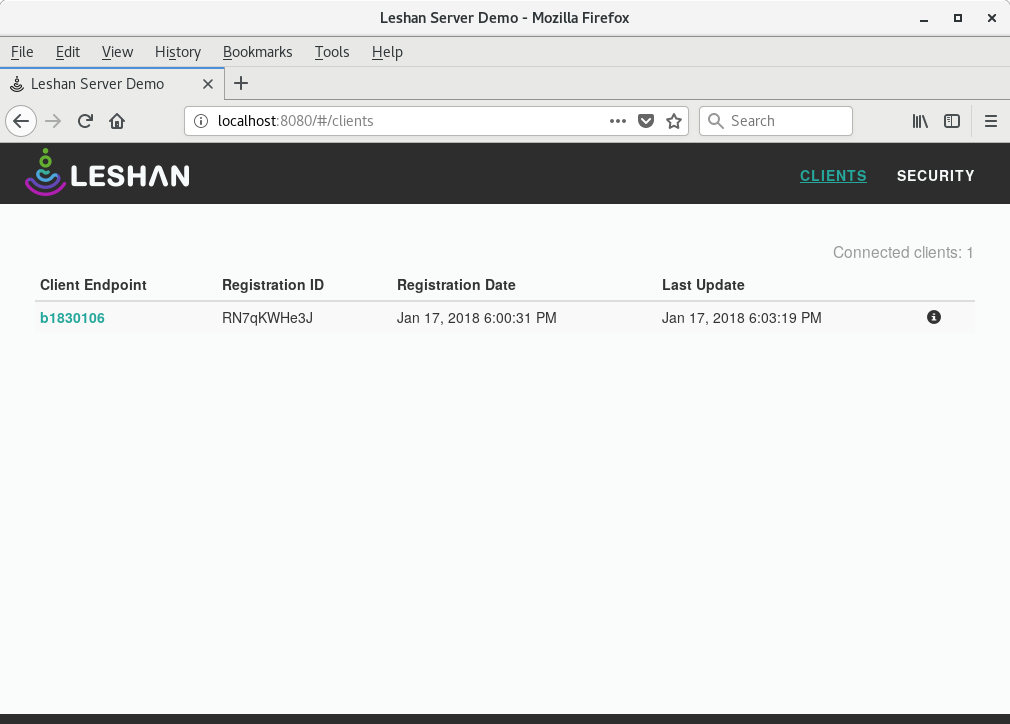 Leshan Server Demo - Mozilla Firefox
File Edit View History Bookmarks Tools Help
Leshan Server Demo
localhost:8080/#/clients Search
LESHAN CLIENTS SECURITY
Connected clients: 1
Client Endpoint Registration ID Registration Date Last Update
b1830106 RN7qKWHe3J Jan 17, 2018 6:00:31 PM Jan 17, 2018 6:03:19 PM